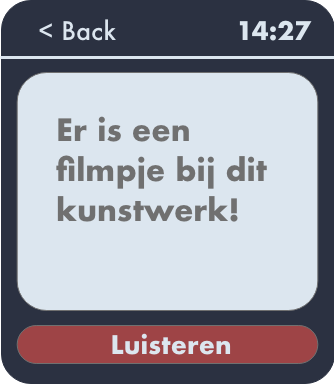 < Back 14:27
Er is een
filmpje bij dit
kunstwerk!
Luisteren